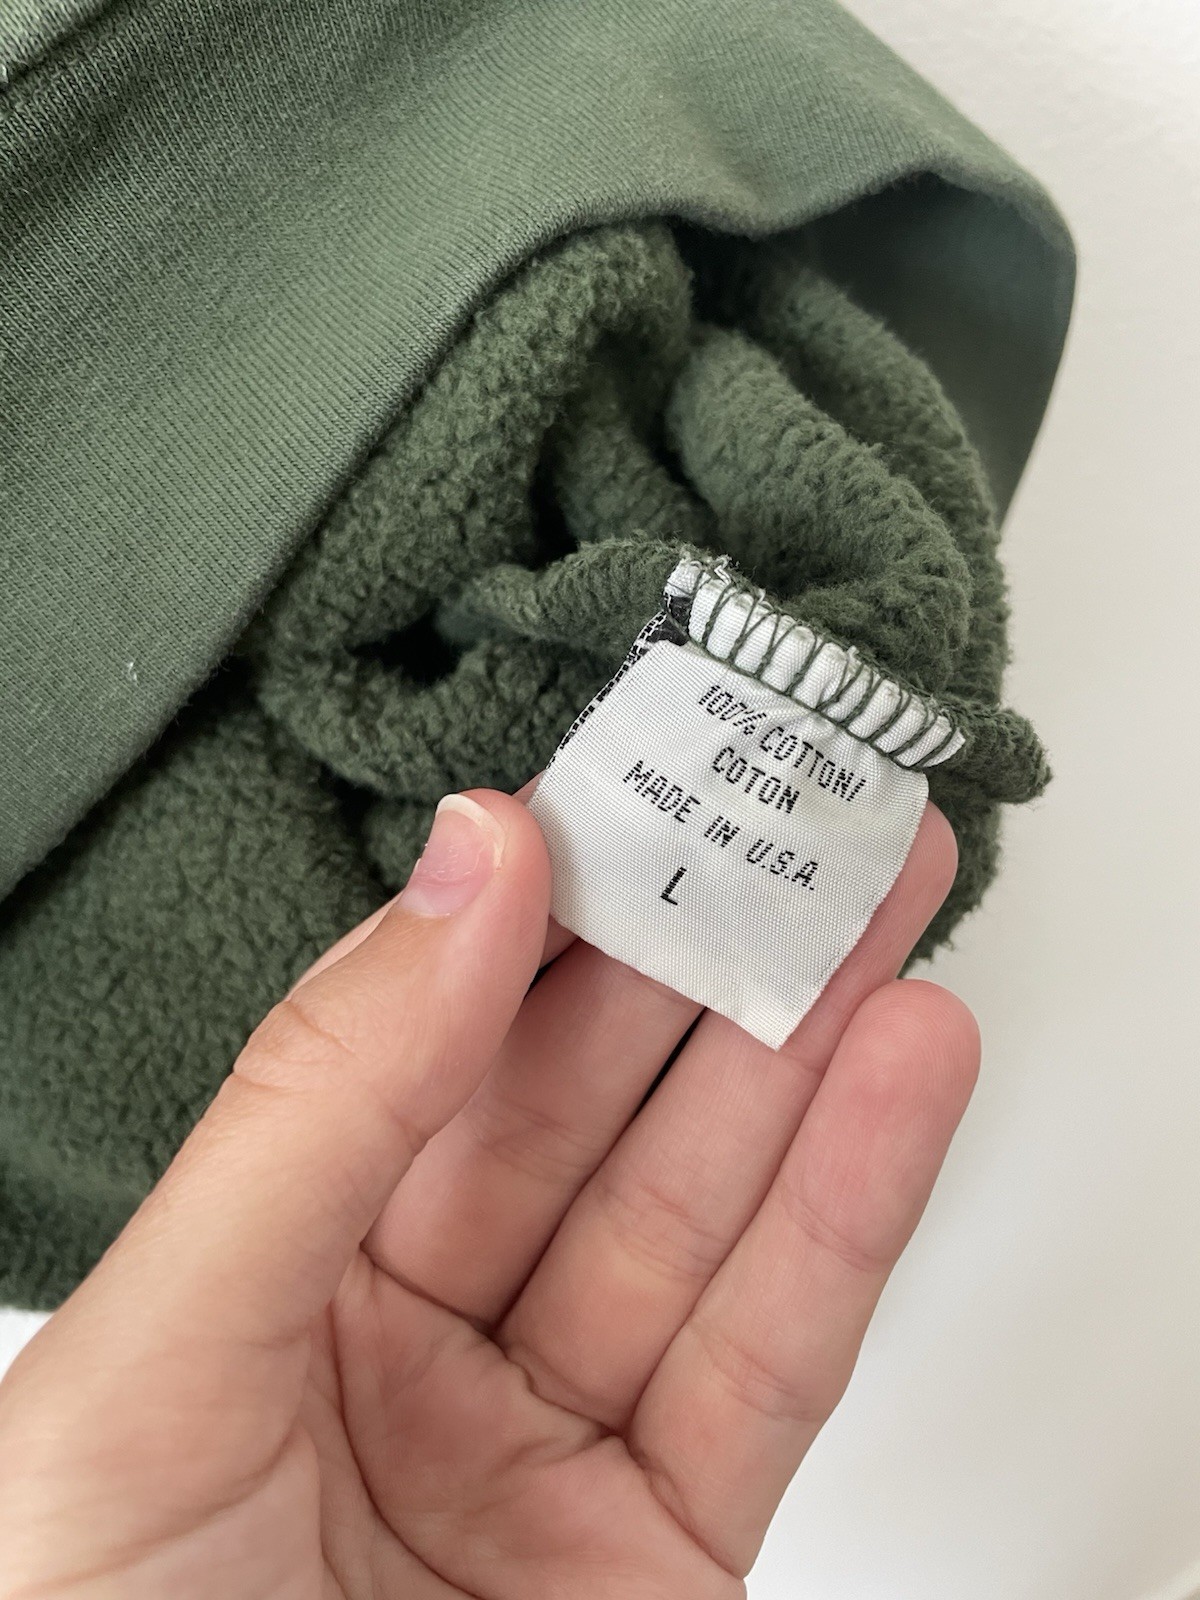 100% COTTON/
COTON
MADE IN U.S.A.
L